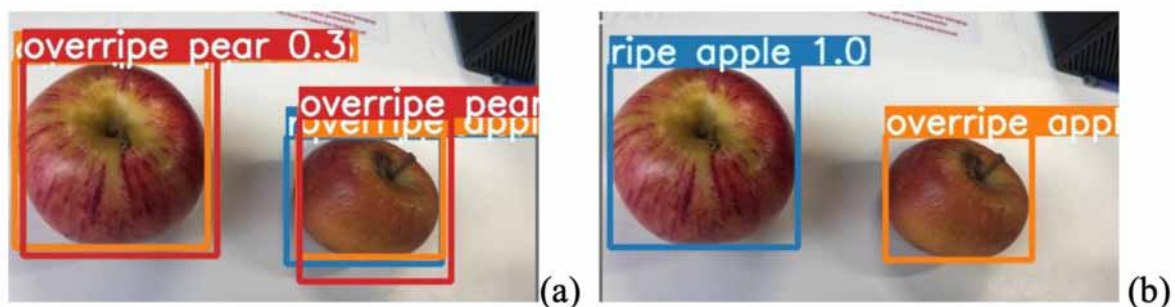 overripe pear 0.3
overripe pear
overripe appl
(a)
ripe apple 1.0
overripe appl
(b)